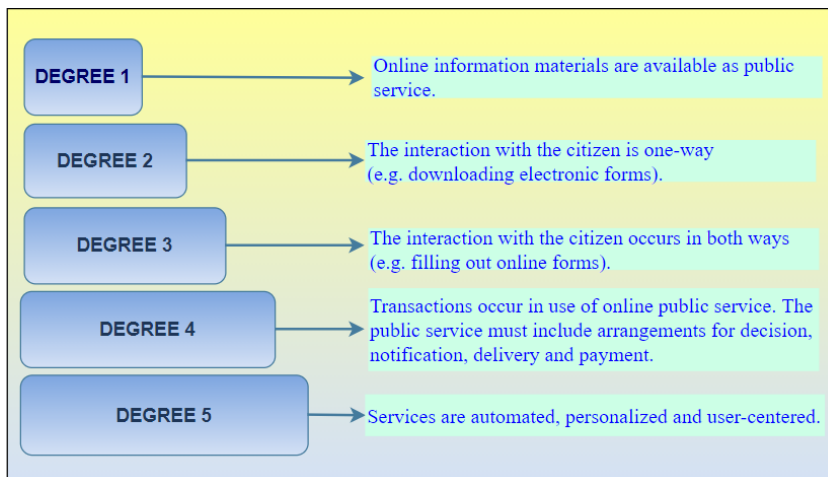 DEGREE 1
Online information materials are available as public
service.
DEGREE 2
The interaction with the citizen is one-way
(e.g. downloading electronic forms).
DEGREE 3
The interaction with the citizen occurs in both ways
(e.g. filling out online forms).
DEGREE 4
Transactions occur in use of online public service. The
public service must include arrangements for decision,
notification, delivery and payment.
DEGREE 5
Services are automated, personalized and user-centered.